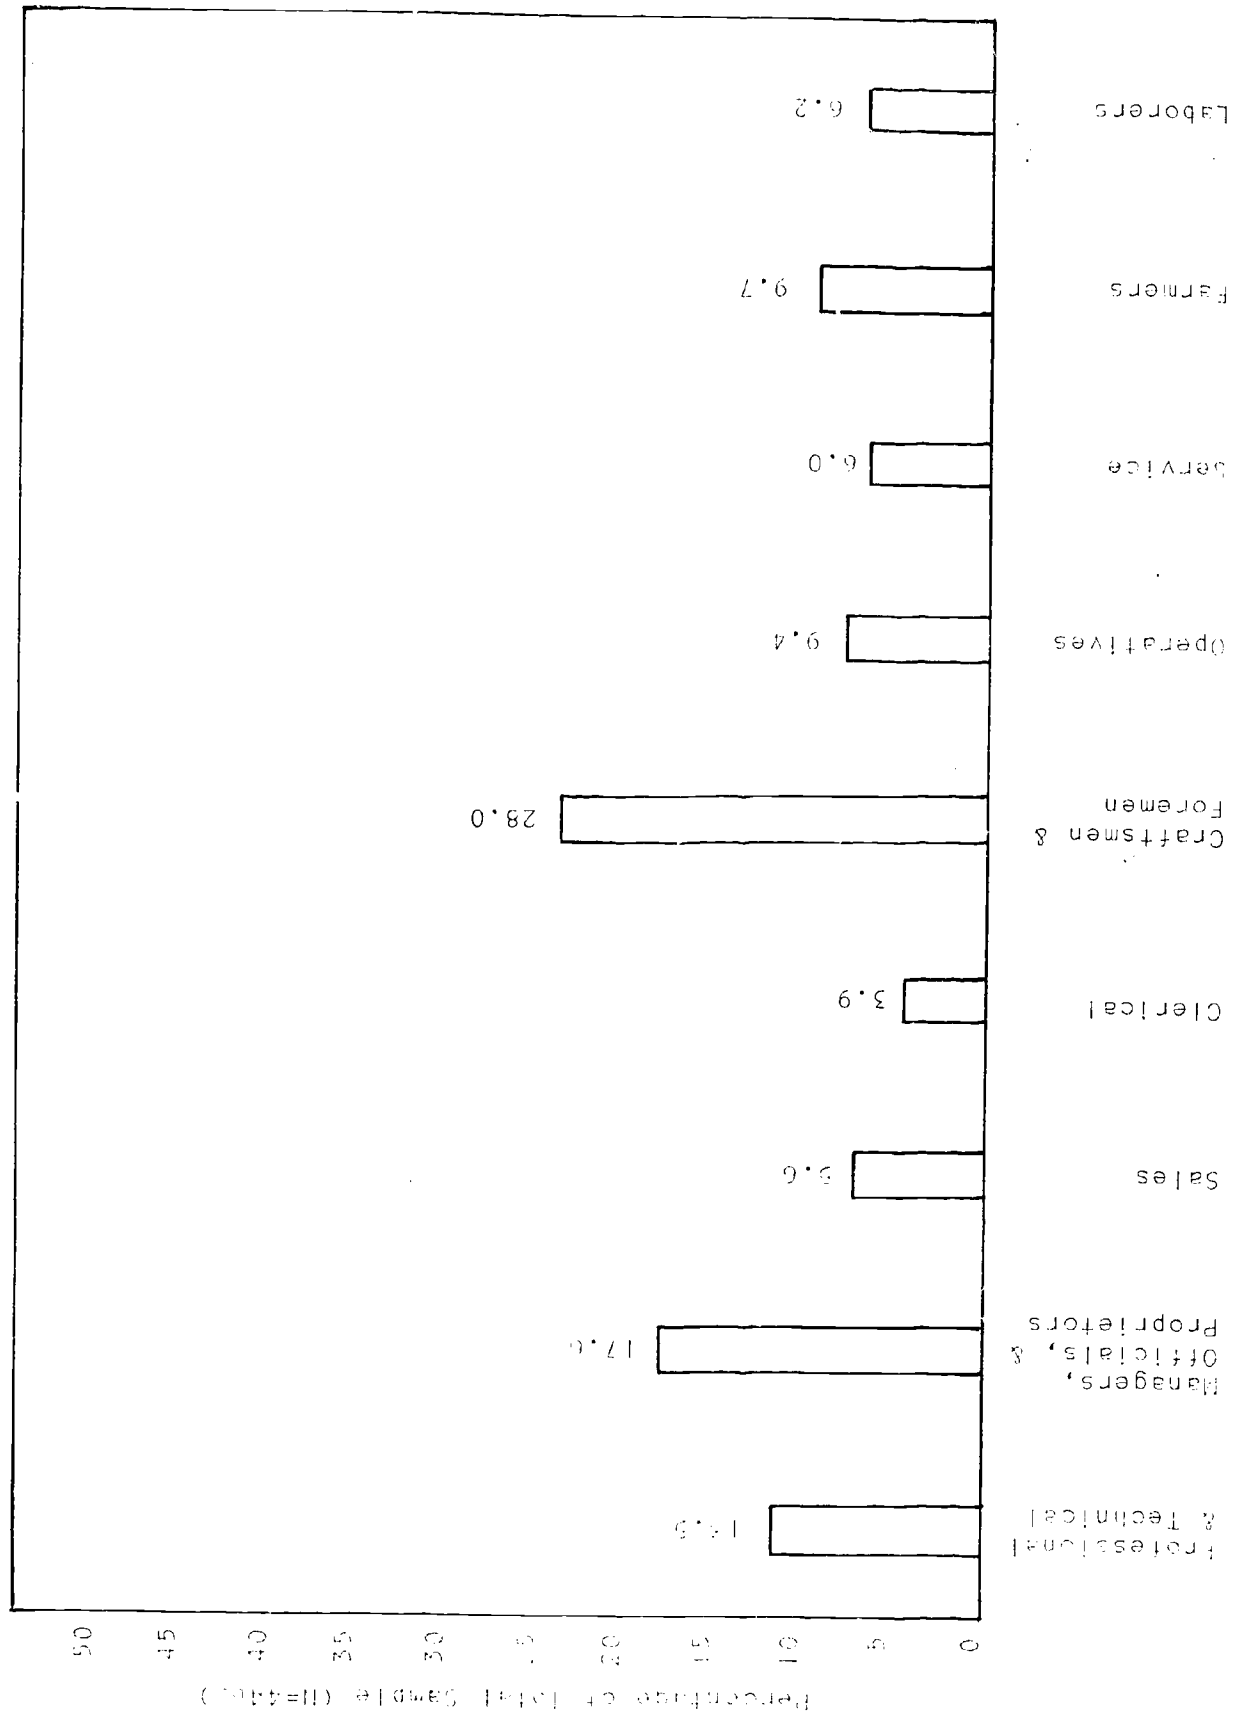 Percentage of Total Sample
0 5 10 15 20 30 35 40 45 50
Professional
& Technical
Managers,
Officials, &
Proprietors
Sales
Clerical 3.9
Craftsmen &
Foremen 28.0
Operatives 9.4
Service 6.0
Farmers 9.7
Laborers 6.2